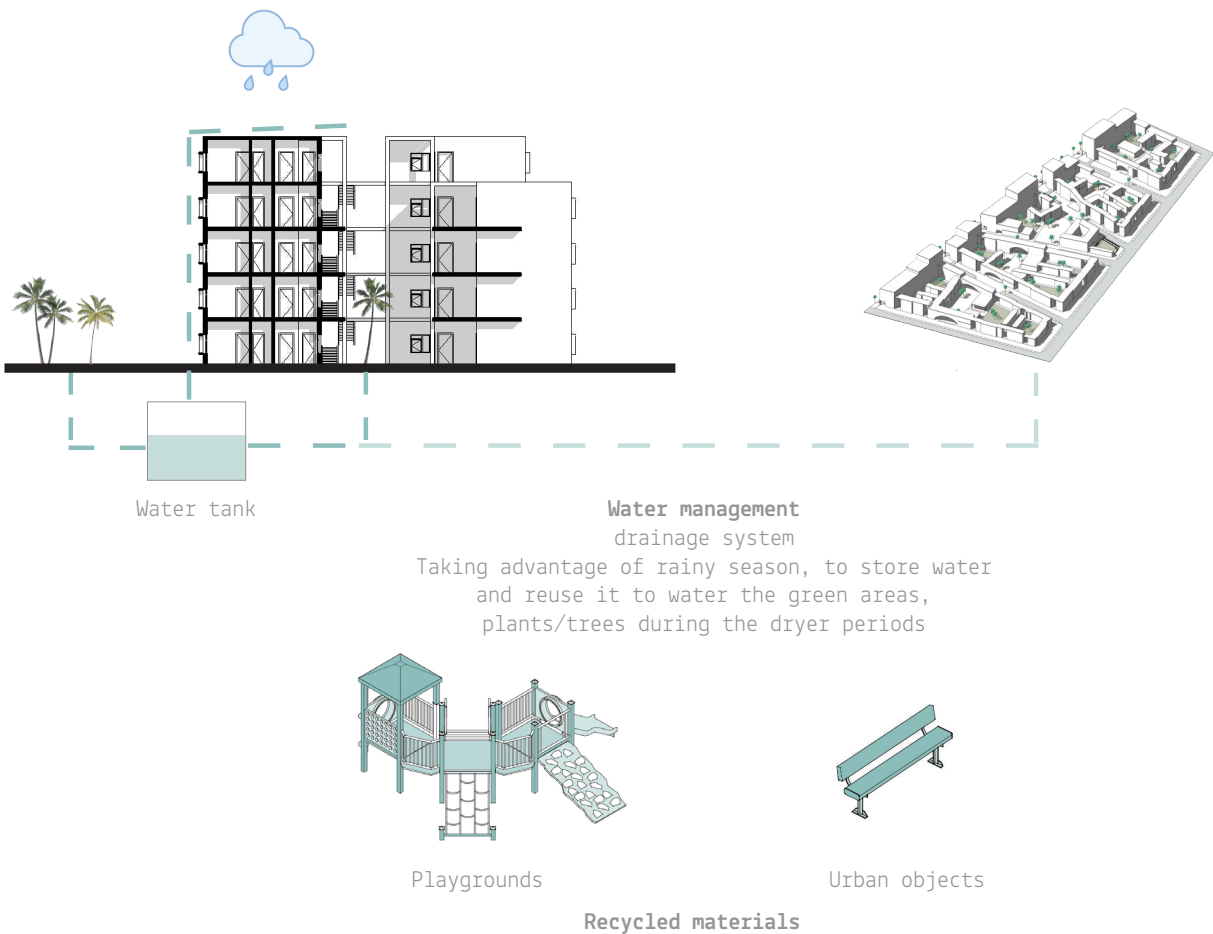 Water tank
Water management
drainage system
Taking advantage of rainy season, to store water
and reuse it to water the green areas,
plants/trees during the dryer periods
Playgrounds
Urban objects
Recycled materials